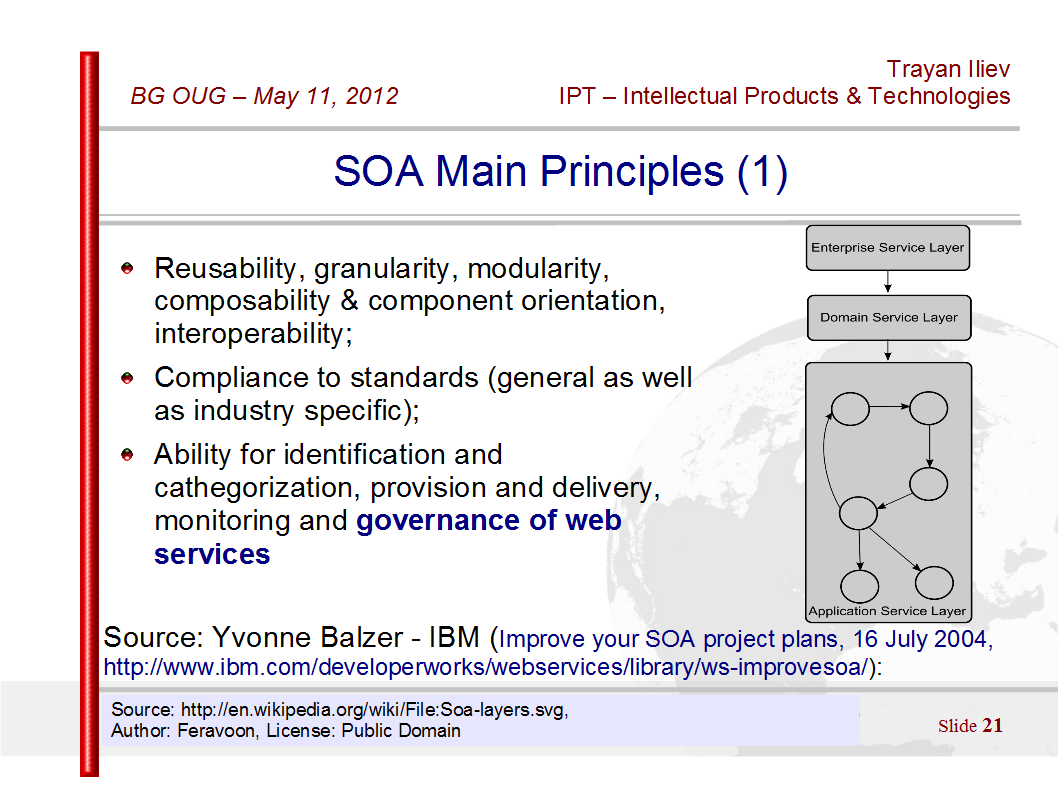 Trayan Iliev
BG OUG – May 11, 2012
IPT – Intellectual Products & Technologies
SOA Main Principles (1)
Reusability, granularity, modularity,
composability & component orientation,
interoperability;
Compliance to standards (general as well
as industry specific);
Ability for identification and
cathegorization, provision and delivery,
monitoring and governance of web
services
Enterprise Service Layer
Domain Service Layer
Application Service Layer
Source: Yvonne Balzer - IBM (Improve your SOA project plans, 16 July 2004,
http://www.ibm.com/developerworks/webservices/library/ws-improvesoa/):
Source: http://en.wikipedia.org/wiki/File:Soa-layers.svg,
Author: Feravoon, License: Public Domain
Slide 21